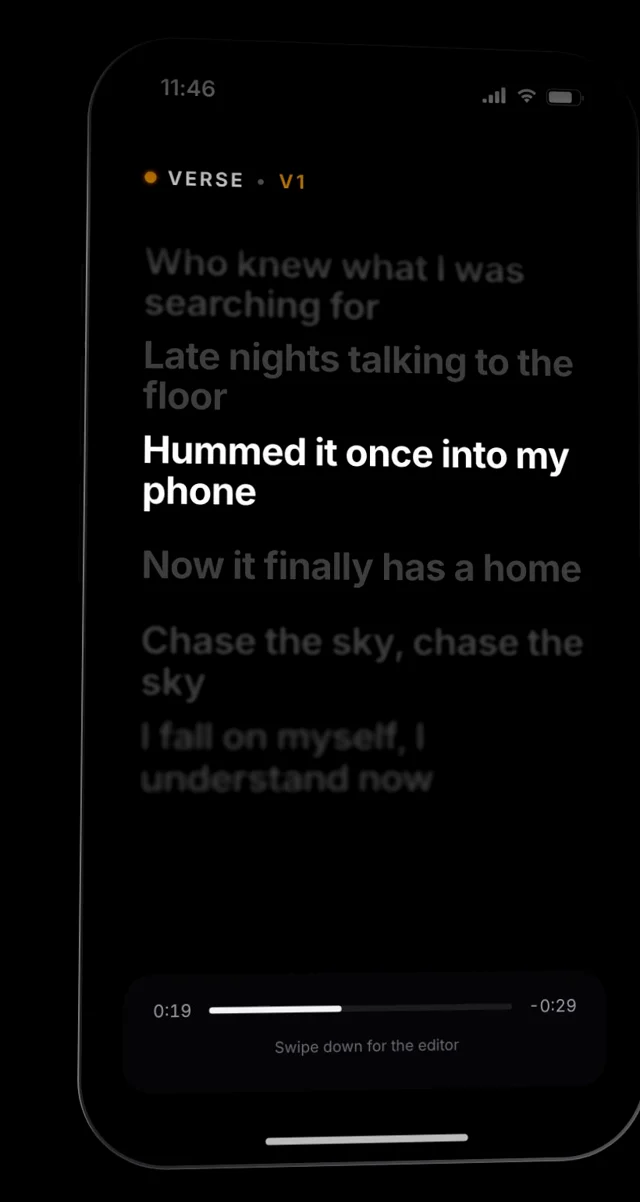 11:46
VERSE • V1
Who knew what I was
searching for
Late nights talking to the
floor
Hummed it once into my
phone
Now it finally has a home
Chase the sky, chase the
sky
I fall on myself, I
understand now
0:19 -0:29
Swipe down for the editor